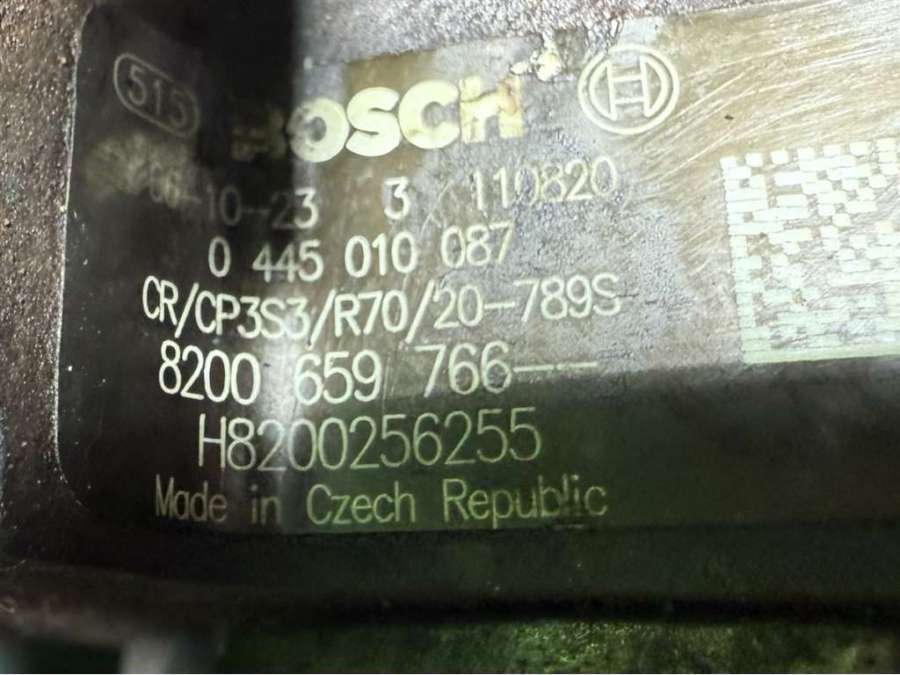 515
BOSCH
06-10-23 3 110820
0 445 010 087
CR/CP3S3/R70/20-789S
8200 659 766--
H8200256255
Made in Czech Republic